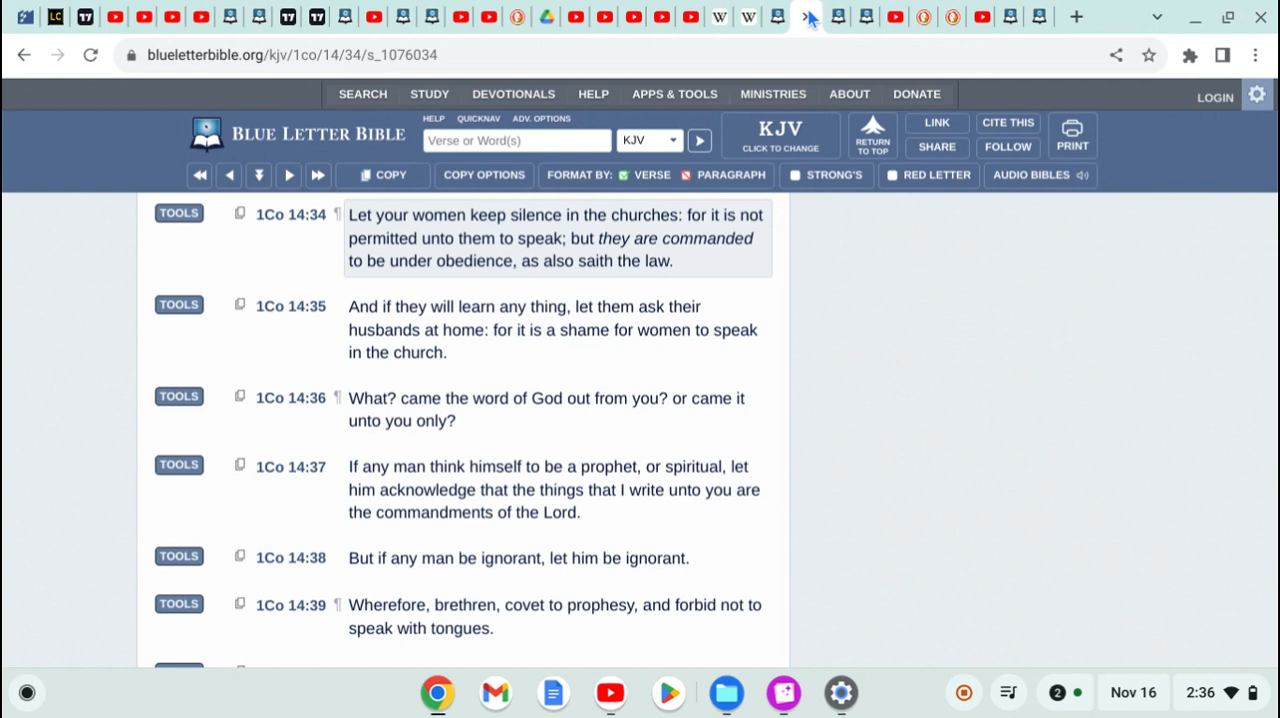 blueletterbible.org/kjv/1co/14/34/s_1076034
SEARCH STUDY DEVOTIONALS HELP APPS & TOOLS MINISTRIES ABOUT DONATE LOGIN
BLUE LETTER BIBLE
HELP QUICKNAV ADV. OPTIONS
Verse or Word(s) KJV
KJV
CLICK TO CHANGE
RETURN
TO TOP
LINK CITE THIS
SHARE FOLLOW
PRINT
COPY COPY OPTIONS FORMAT BY: VERSE PARAGRAPH STRONG'S RED LETTER AUDIO BIBLES
TOOLS 1Co 14:34 ¶ Let your women keep silence in the churches: for it is not
permitted unto them to speak; but they are commanded
to be under obedience, as also saith the law.
TOOLS 1Co 14:35 And if they will learn any thing, let them ask their
husbands at home: for it is a shame for women to speak
in the church.
TOOLS 1Co 14:36 ¶ What? came the word of God out from you? or came it
unto you only?
TOOLS 1Co 14:37 If any man think himself to be a prophet, or spiritual, let
him acknowledge that the things that I write unto you are
the commandments of the Lord.
TOOLS 1Co 14:38 But if any man be ignorant, let him be ignorant.
TOOLS 1Co 14:39 ¶ Wherefore, brethren, covet to prophesy, and forbid not to
speak with tongues.
2 Nov 16 2:36